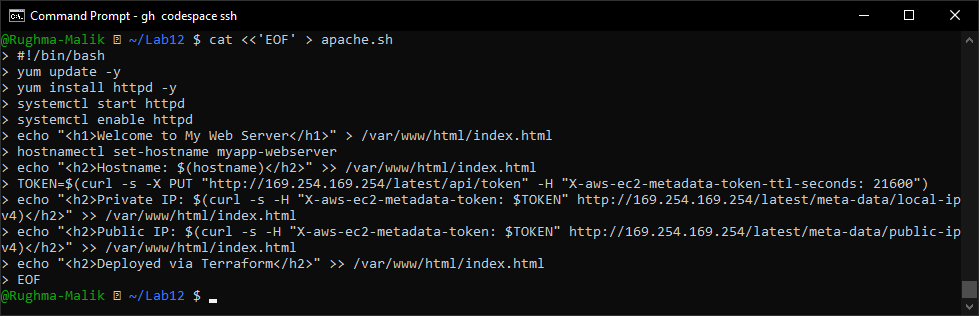 Command Prompt - gh  codespace ssh
@Rughma-Malik ~/Lab12 $ cat <<'EOF' > apache.sh
> #!/bin/bash
> yum update -y
> yum install httpd -y
> systemctl start httpd
> systemctl enable httpd
> echo "<h1>Welcome to My Web Server</h1>" > /var/www/html/index.html
> hostnamectl set-hostname myapp-webserver
> echo "<h2>Hostname: $(hostname)</h2>" >> /var/www/html/index.html
> TOKEN=$(curl -s -X PUT "http://169.254.169.254/latest/api/token" -H "X-aws-ec2-metadata-token-ttl-seconds: 21600")
> echo "<h2>Private IP: $(curl -s -H "X-aws-ec2-metadata-token: $TOKEN" http://169.254.169.254/latest/meta-data/local-ip
v4)</h2>" >> /var/www/html/index.html
> echo "<h2>Public IP: $(curl -s -H "X-aws-ec2-metadata-token: $TOKEN" http://169.254.169.254/latest/meta-data/public-ip
v4)</h2>" >> /var/www/html/index.html
> echo "<h2>Deployed via Terraform</h2>" >> /var/www/html/index.html
> EOF
@Rughma-Malik ~/Lab12 $